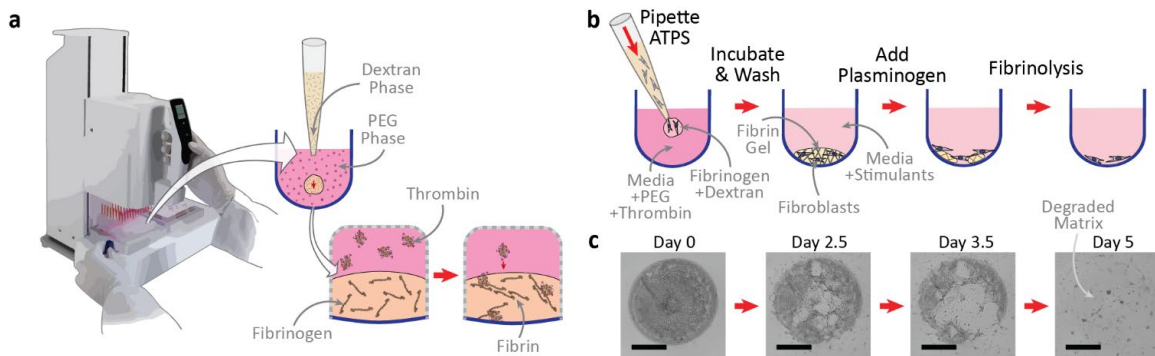 a
Dextran
Phase
PEG
Phase
Thrombin
Fibrinogen
Fibrin
b
Pipette
ATPS
Incubate
& Wash
Add
Plasminogen
Fibrinolysis
Fibrin
Gel
Media
+PEG
+Thrombin
Fibrinogen
+Dextran
Fibroblasts
Media
+Stimulants
Degraded
Matrix
c
Day 0
Day 2.5
Day 3.5
Day 5